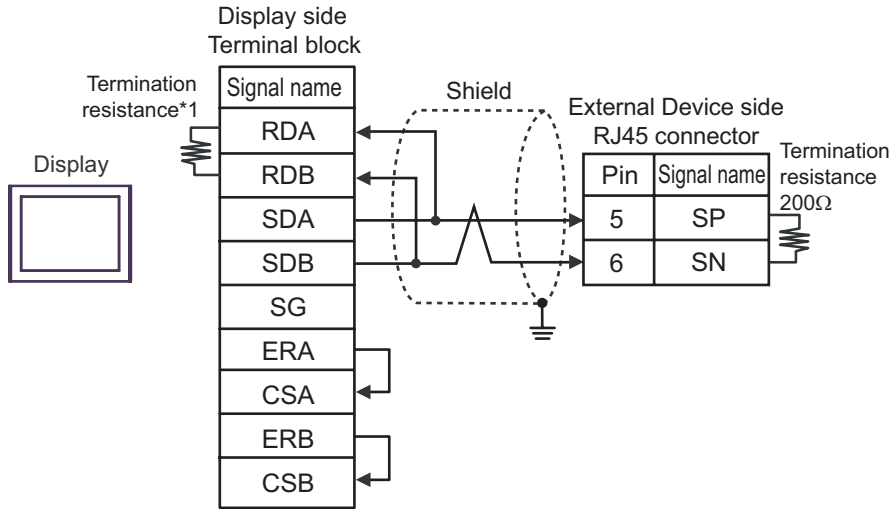 Display side
Terminal block
Termination
resistance*1
Signal name
RDA
RDB
SDA
SDB
SG
ERA
CSA
ERB
CSB
Display
Shield
External Device side
RJ45 connector
Pin Signal name
5 SP
6 SN
Termination
resistance
200Ω